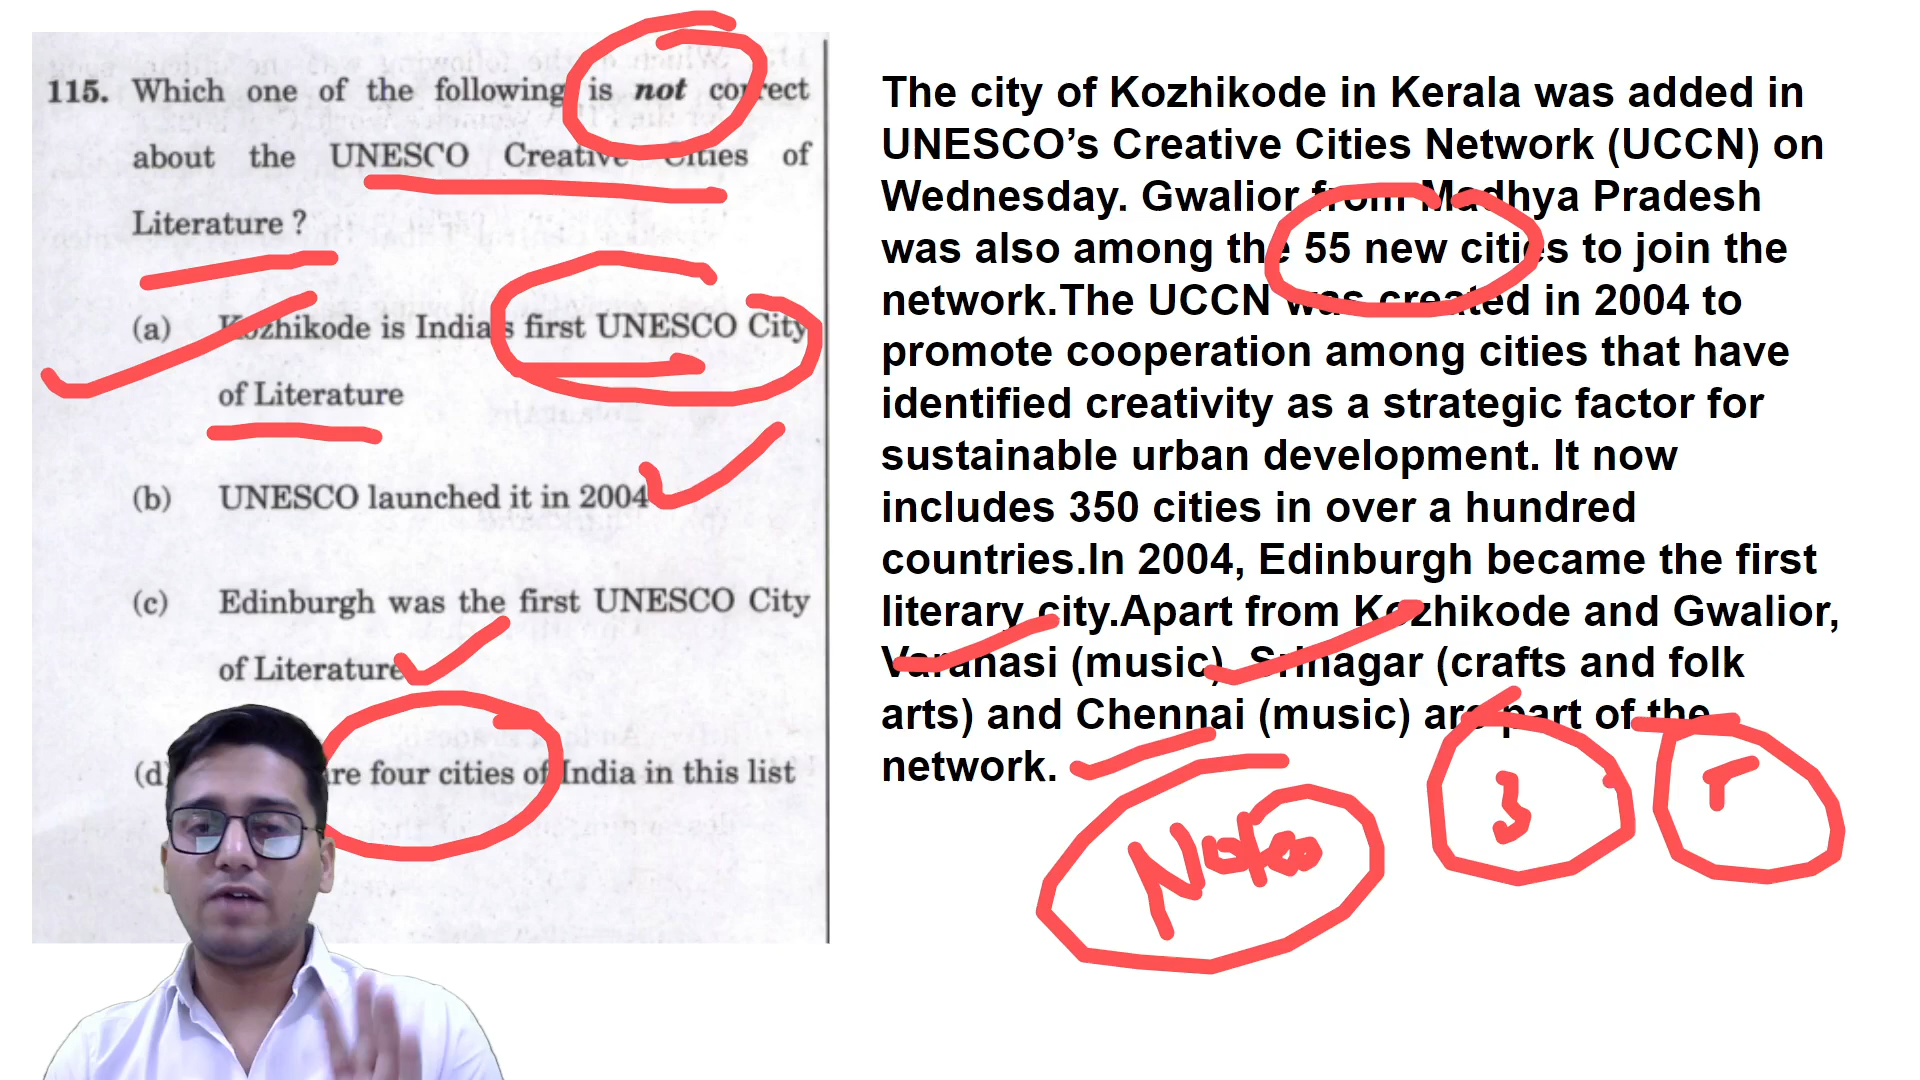 115. Which one of the following is not correct
about the UNESCO Creative Cities of
Literature ?
(a) Kozhikode is India's first UNESCO City
of Literature
(b) UNESCO launched it in 2004
(c) Edinburgh was the first UNESCO City
of Literature
(d) are four cities of India in this list
The city of Kozhikode in Kerala was added in
UNESCO’s Creative Cities Network (UCCN) on
Wednesday. Gwalior from Madhya Pradesh
was also among the 55 new cities to join the
network.The UCCN was created in 2004 to
promote cooperation among cities that have
identified creativity as a strategic factor for
sustainable urban development. It now
includes 350 cities in over a hundred
countries.In 2004, Edinburgh became the first
literary city.Apart from Kozhikode and Gwalior,
Varanasi (music), Srinagar (crafts and folk
arts) and Chennai (music) are part of the
network.